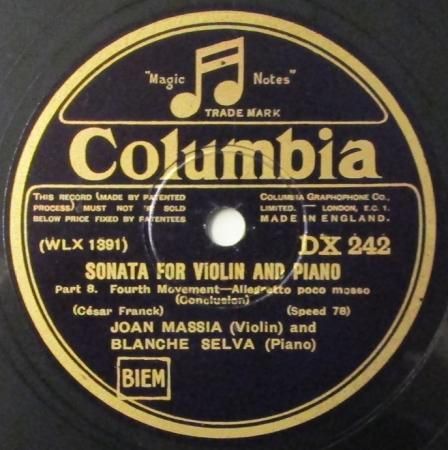 "Magic Notes"
TRADE MARK
Columbia
THIS RECORD (MADE BY PATENTED
PROCESS) MUST NOT BE SOLD
BELOW PRICE FIXED BY PATENTEES
COLUMBIA GRAPHOPHONE CO.,
LIMITED. LONDON, E.C. 1.
MADE IN ENGLAND.
(WLX 1391)
DX 242
SONATA FOR VIOLIN AND PIANO
Part 8. Fourth Movement—Allegretto poco mosso
(Conclusion)
(César Franck) (Speed 78)
JOAN MASSIA (Violin) and
BLANCHE SELVA (Piano)
BIEM